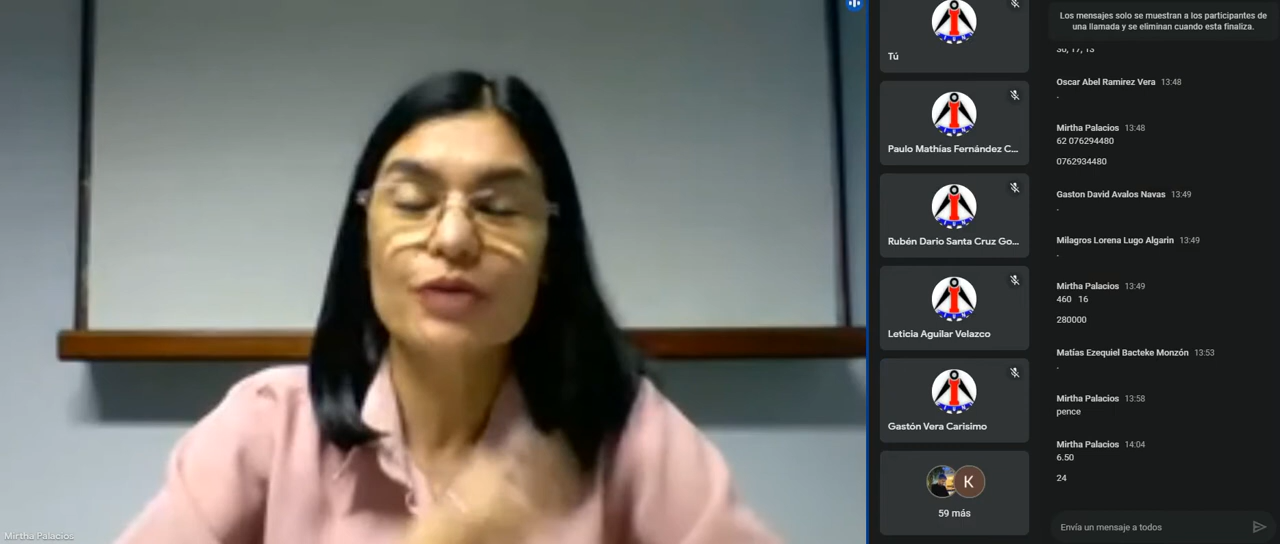 Mirtha Palacios
Tú
Paulo Mathías Fernández C...
Rubén Darío Santa Cruz Go...
Leticia Aguilar Velazco
Gastón Vera Carisimo
K
59 más
Los mensajes solo se muestran a los participantes de
una llamada y se eliminan cuando esta finaliza.
Oscar Abel Ramirez Vera 13:48
.
Mirtha Palacios 13:48
62 076294480
0762934480
Gaston David Avalos Navas 13:49
.
Milagros Lorena Lugo Algarin 13:49
.
Mirtha Palacios 13:49
460 16
280000
Matías Ezequiel Bacteke Monzón 13:53
.
Mirtha Palacios 13:58
pence
Mirtha Palacios 14:04
6.50
24
Envía un mensaje a todos